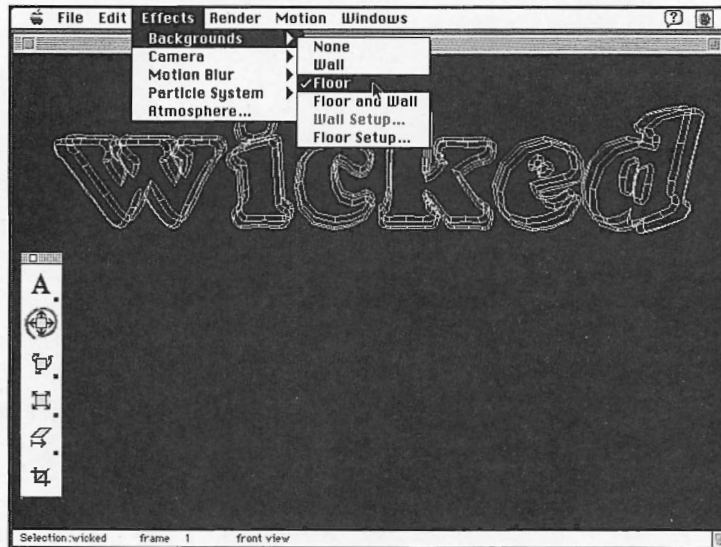 File Edit Effects Render Motion Windows
Backgrounds
Camera
Motion Blur
Particle System
Atmosphere...
None
Wall
✓Floor
Floor and Wall
Wall Setup...
Floor Setup...
wicked
A
Selection:wicked frame 1 front view